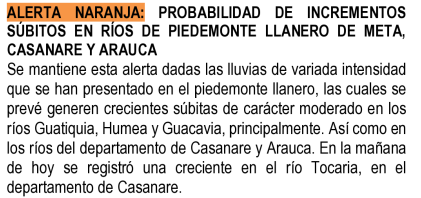 ALERTA NARANJA: PROBABILIDAD DE INCREMENTOS
SÚBITOS EN RÍOS DE PIEDEMONTE LLANERO DE META,
CASANARE Y ARAUCA
Se mantiene esta alerta dadas las lluvias de variada intensidad
que se han presentado en el piedemonte llanero, las cuales se
prevé generen crecientes súbitas de carácter moderado en los
ríos Guatiquia, Humea y Guacavia, principalmente. Así como en
los ríos del departamento de Casanare y Arauca. En la mañana
de hoy se registró una creciente en el río Tocaria, en el
departamento de Casanare.